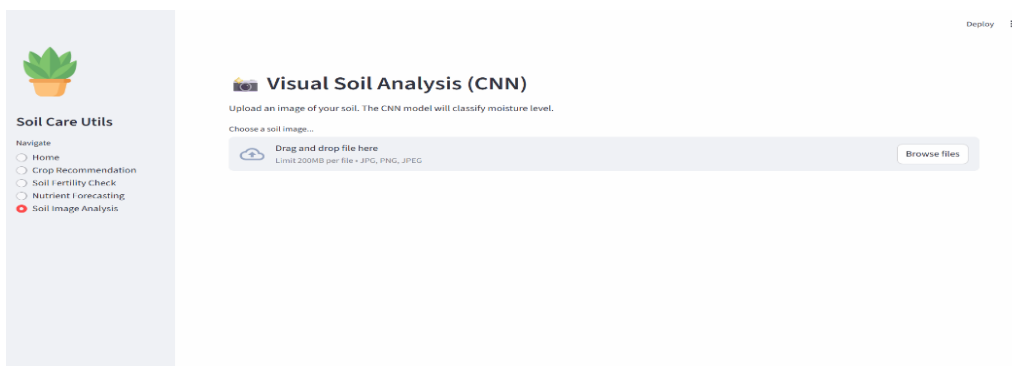 Deploy
Soil Care Utils
Navigate
Home
Crop Recommendation
Soil Fertility Check
Nutrient Forecasting
Soil Image Analysis
Visual Soil Analysis (CNN)
Upload an image of your soil. The CNN model will classify moisture level.
Choose a soil image...
Drag and drop file here
Limit 200MB per file • JPG, PNG, JPEG
Browse files